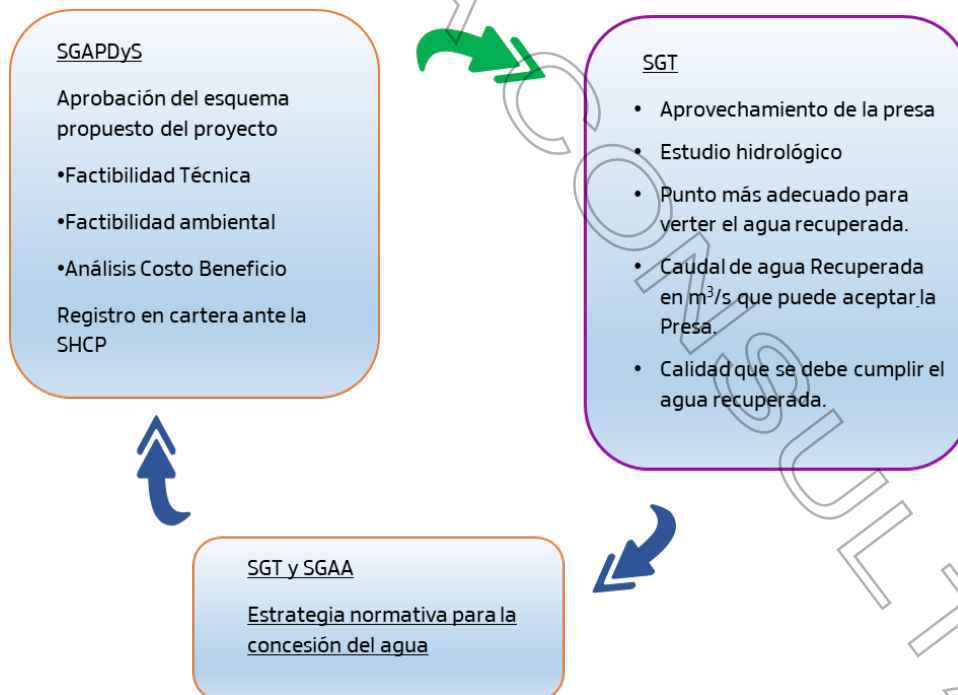 SGAPDyS
Aprobación del esquema
propuesto del proyecto
•Factibilidad Técnica
•Factibilidad ambiental
•Análisis Costo Beneficio
Registro en cartera ante la
SHCP
SGT
• Aprovechamiento de la presa
• Estudio hidrológico
• Punto más adecuado para
verter el agua recuperada.
• Caudal de agua Recuperada
en m³/s que puede aceptar la
Presa.
• Calidad que se debe cumplir el
agua recuperada.
SGT y SGAA
Estrategia normativa para la
concesión del agua
CONSULT